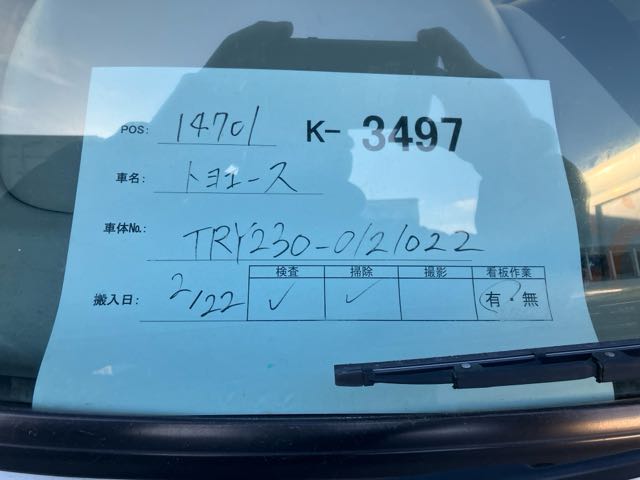 POS: 14701 K-3497
車名: トヨエース
車体No.: TRY230-0121022
検査 掃除 撮影 看板作業
搬入日: 2/22 ✓ ✓ 有・無